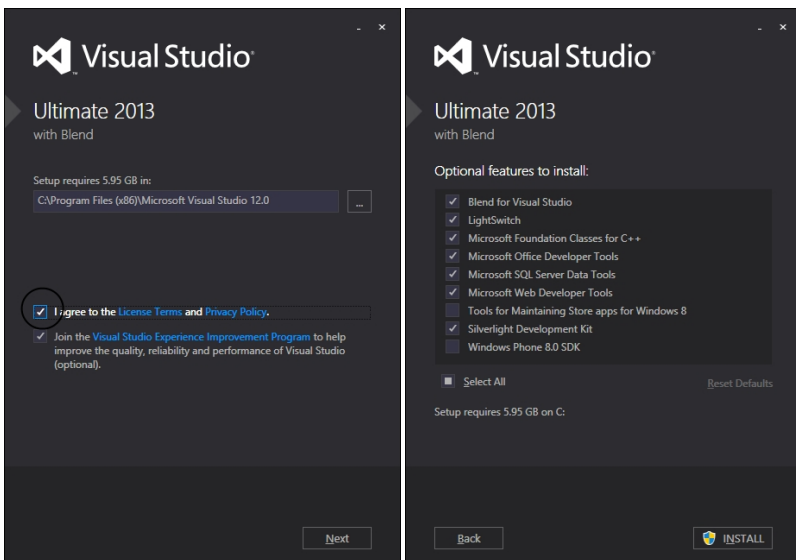 Visual Studio
Ultimate 2013
with Blend
Setup requires 5.95 GB in:
C:\Program Files (x86)\Microsoft Visual Studio 12.0
...
I agree to the License Terms and Privacy Policy.
Join the Visual Studio Experience Improvement Program to help
improve the quality, reliability and performance of Visual Studio
(optional).
Next
Visual Studio
Ultimate 2013
with Blend
Optional features to install:
Blend for Visual Studio
LightSwitch
Microsoft Foundation Classes for C++
Microsoft Office Developer Tools
Microsoft SQL Server Data Tools
Microsoft Web Developer Tools
Tools for Maintaining Store apps for Windows 8
Silverlight Development Kit
Windows Phone 8.0 SDK
Select All
Reset Defaults
Setup requires 5.95 GB on C:
Back
INSTALL